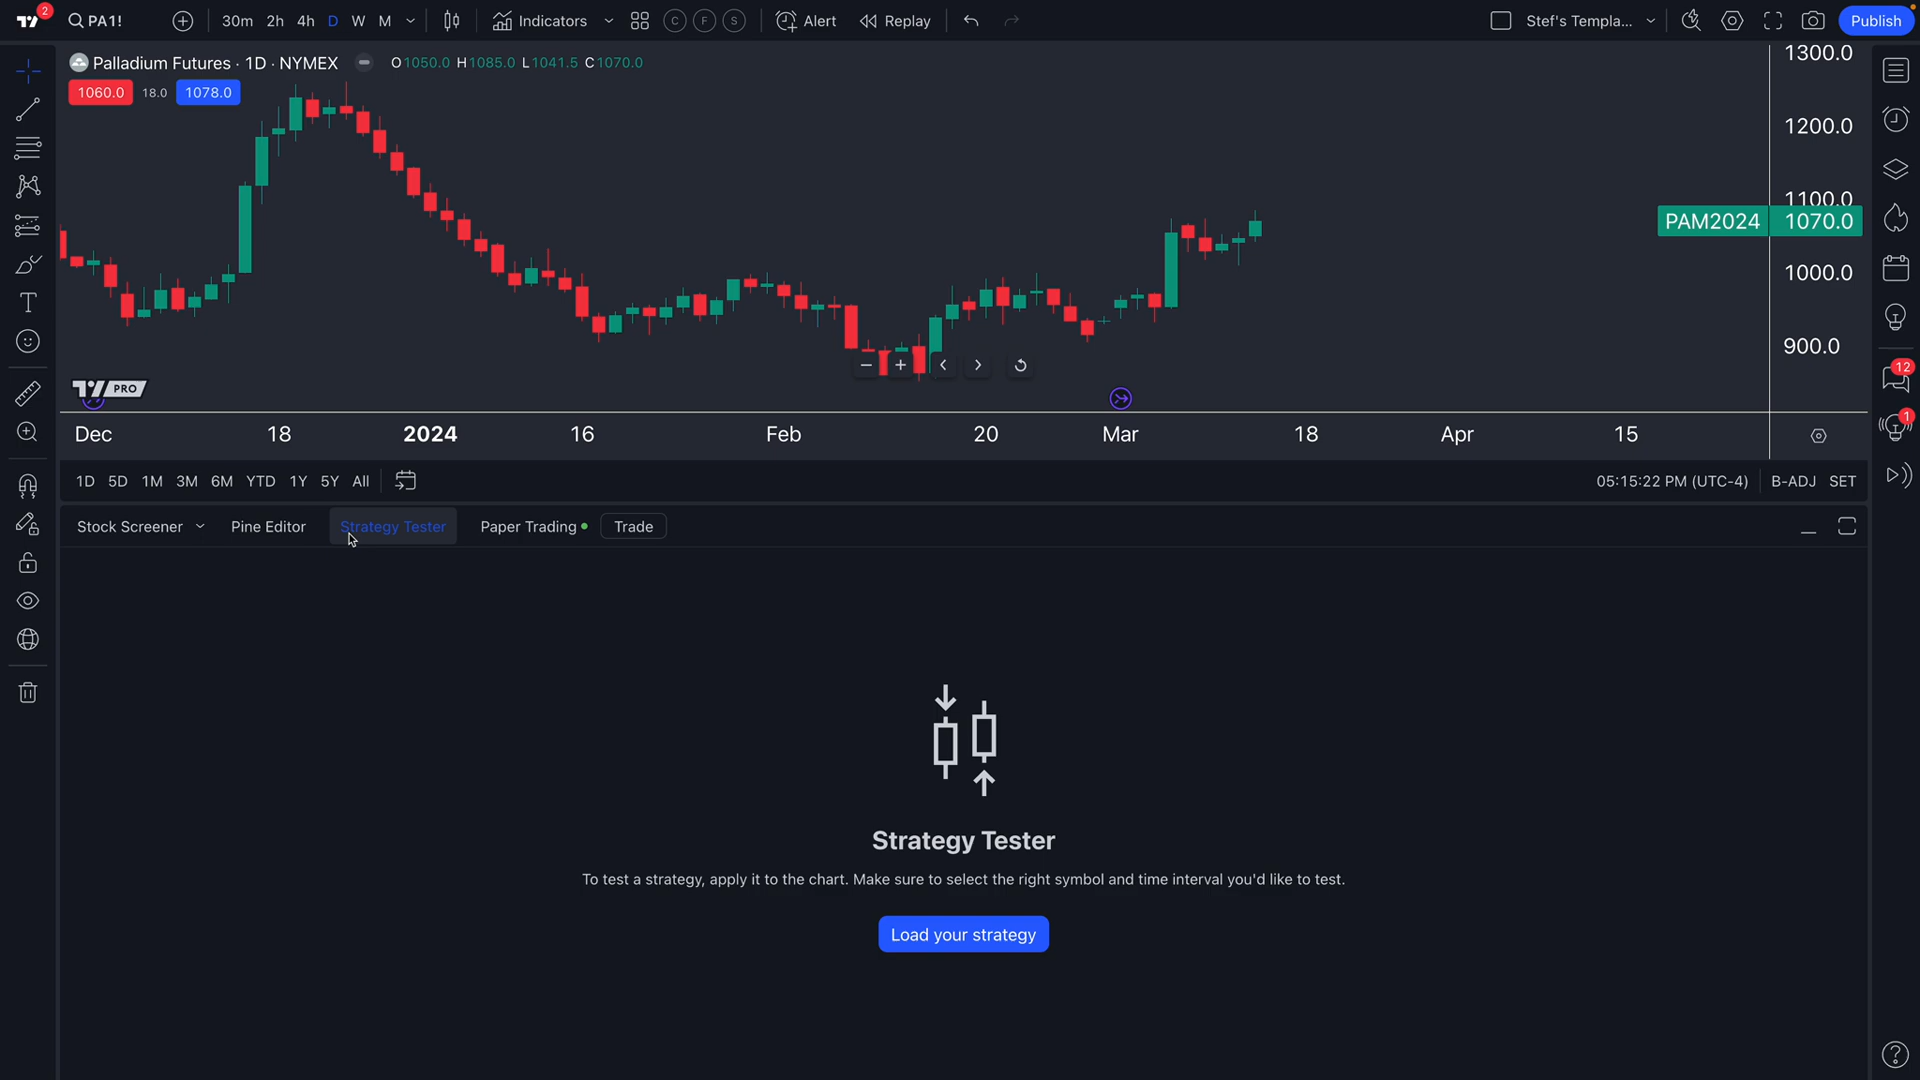 2 PA1! 30m 2h 4h D W M Indicators C F S Alert Replay Stef's Templa... Publish
Palladium Futures · 1D · NYMEX O1050.0 H1085.0 L1041.5 C1070.0
1060.0 18.0 1078.0
1300.0
1200.0
1100.0
PAM2024 1070.0
1000.0
900.0
12
1
PRO
Dec 18 2024 16 Feb 20 Mar 18 Apr 15
1D 5D 1M 3M 6M YTD 1Y 5Y All 05:15:22 PM (UTC-4) B-ADJ SET
Stock Screener Pine Editor Strategy Tester Paper Trading Trade
Strategy Tester
To test a strategy, apply it to the chart. Make sure to select the right symbol and time interval you'd like to test.
Load your strategy